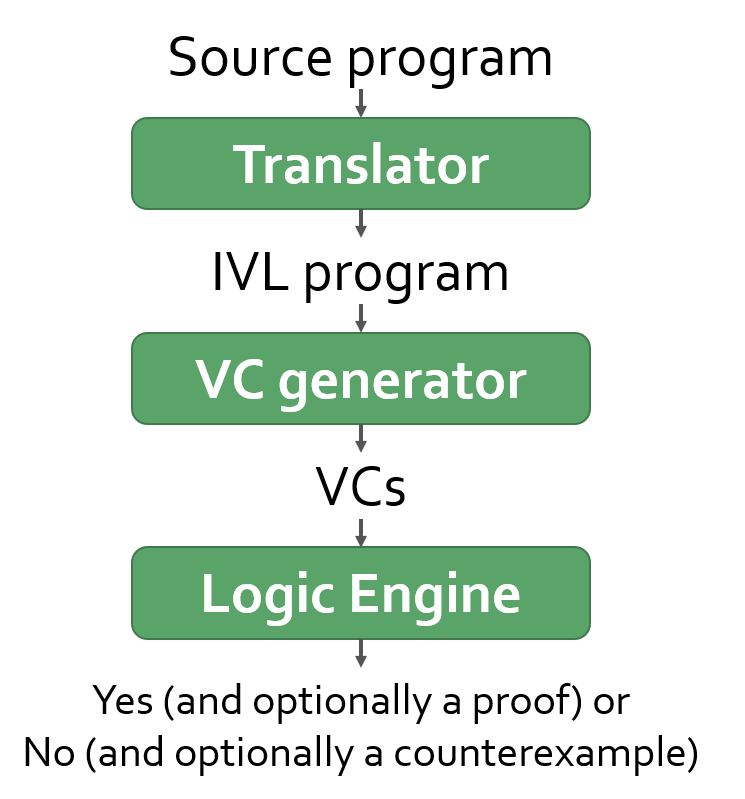 Source program
Translator
IVL program
VC generator
VCs
Logic Engine
Yes (and optionally a proof) or
No (and optionally a counterexample)